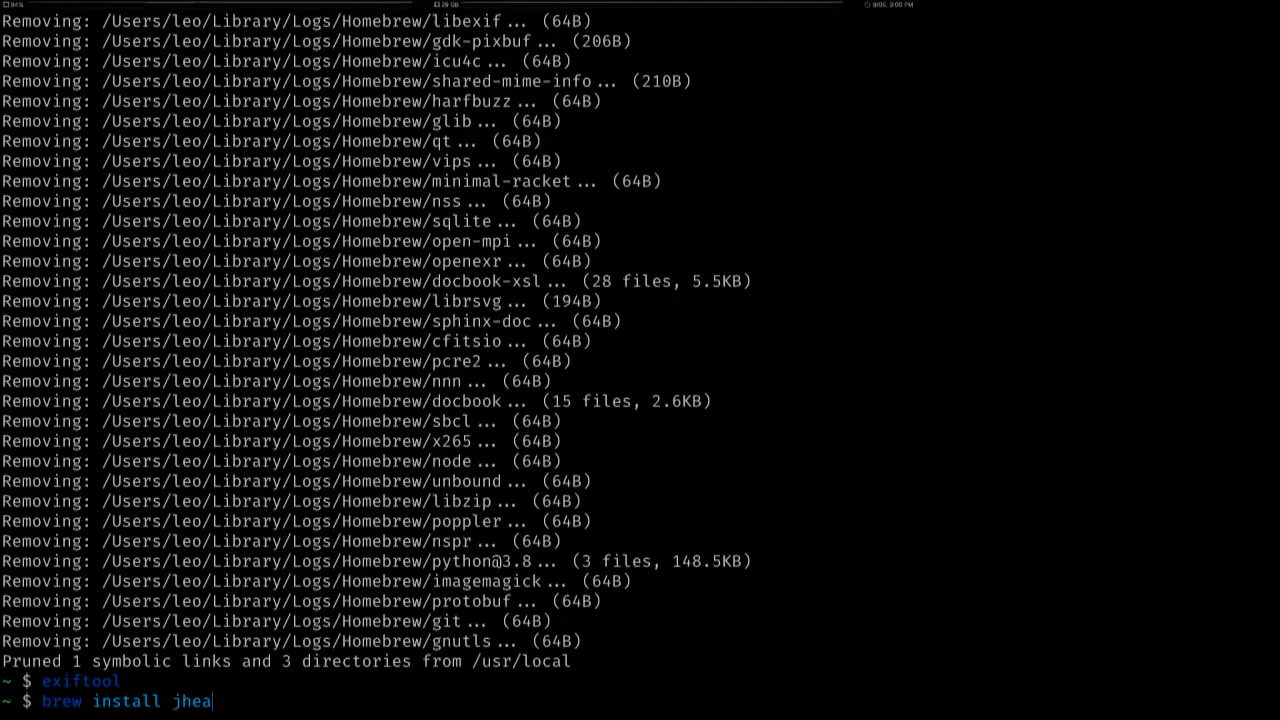 94% 29 GB 9/05, 3:00 PM
Removing: /Users/leo/Library/Logs/Homebrew/libexif... (64B)
Removing: /Users/leo/Library/Logs/Homebrew/gdk-pixbuf... (206B)
Removing: /Users/leo/Library/Logs/Homebrew/icu4c... (64B)
Removing: /Users/leo/Library/Logs/Homebrew/shared-mime-info... (210B)
Removing: /Users/leo/Library/Logs/Homebrew/harfbuzz... (64B)
Removing: /Users/leo/Library/Logs/Homebrew/glib... (64B)
Removing: /Users/leo/Library/Logs/Homebrew/qt... (64B)
Removing: /Users/leo/Library/Logs/Homebrew/vips... (64B)
Removing: /Users/leo/Library/Logs/Homebrew/minimal-racket... (64B)
Removing: /Users/leo/Library/Logs/Homebrew/nss... (64B)
Removing: /Users/leo/Library/Logs/Homebrew/sqlite... (64B)
Removing: /Users/leo/Library/Logs/Homebrew/open-mpi... (64B)
Removing: /Users/leo/Library/Logs/Homebrew/openexr... (64B)
Removing: /Users/leo/Library/Logs/Homebrew/docbook-xsl... (28 files, 5.5KB)
Removing: /Users/leo/Library/Logs/Homebrew/librsvg... (194B)
Removing: /Users/leo/Library/Logs/Homebrew/sphinx-doc... (64B)
Removing: /Users/leo/Library/Logs/Homebrew/cfitsio... (64B)
Removing: /Users/leo/Library/Logs/Homebrew/pcre2... (64B)
Removing: /Users/leo/Library/Logs/Homebrew/nnn... (64B)
Removing: /Users/leo/Library/Logs/Homebrew/docbook... (15 files, 2.6KB)
Removing: /Users/leo/Library/Logs/Homebrew/sbcl... (64B)
Removing: /Users/leo/Library/Logs/Homebrew/x265... (64B)
Removing: /Users/leo/Library/Logs/Homebrew/node... (64B)
Removing: /Users/leo/Library/Logs/Homebrew/unbound... (64B)
Removing: /Users/leo/Library/Logs/Homebrew/libzip... (64B)
Removing: /Users/leo/Library/Logs/Homebrew/poppler... (64B)
Removing: /Users/leo/Library/Logs/Homebrew/nspr... (64B)
Removing: /Users/leo/Library/Logs/Homebrew/python@3.8... (3 files, 148.5KB)
Removing: /Users/leo/Library/Logs/Homebrew/imagemagick... (64B)
Removing: /Users/leo/Library/Logs/Homebrew/protobuf... (64B)
Removing: /Users/leo/Library/Logs/Homebrew/git... (64B)
Removing: /Users/leo/Library/Logs/Homebrew/gnutls... (64B)
Pruned 1 symbolic links and 3 directories from /usr/local
~ $ exiftool
~ $ brew install jhea